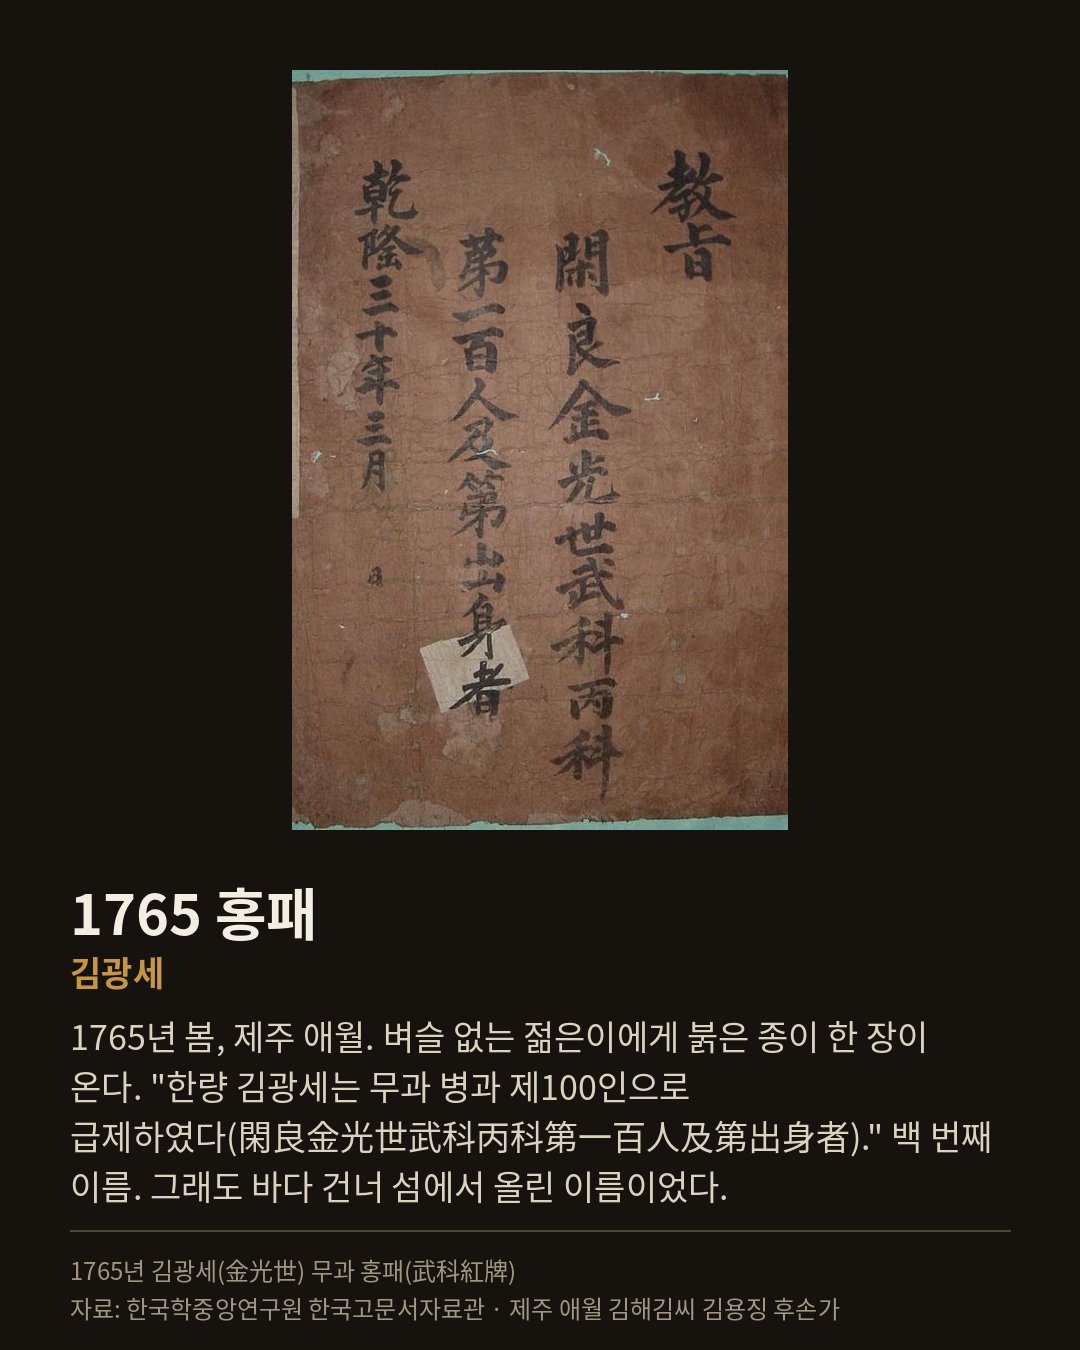 教旨
閑良金光世武科丙科
第一百人及第出身者
乾隆三十年三月
日
1765 홍패
김광세
1765년 봄, 제주 애월. 벼슬 없는 젊은이에게 붉은 종이 한 장이
온다. "한량 김광세는 무과 병과 제100인으로
급제하였다(閑良金光世武科丙科第一百人及第出身者)." 백 번째
이름. 그래도 바다 건너 섬에서 올린 이름이었다.
1765년 김광세(金光世) 무과 홍패(武科紅牌)
자료: 한국학중앙연구원 한국고문서자료관 · 제주 애월 김해김씨 김용징 후손가